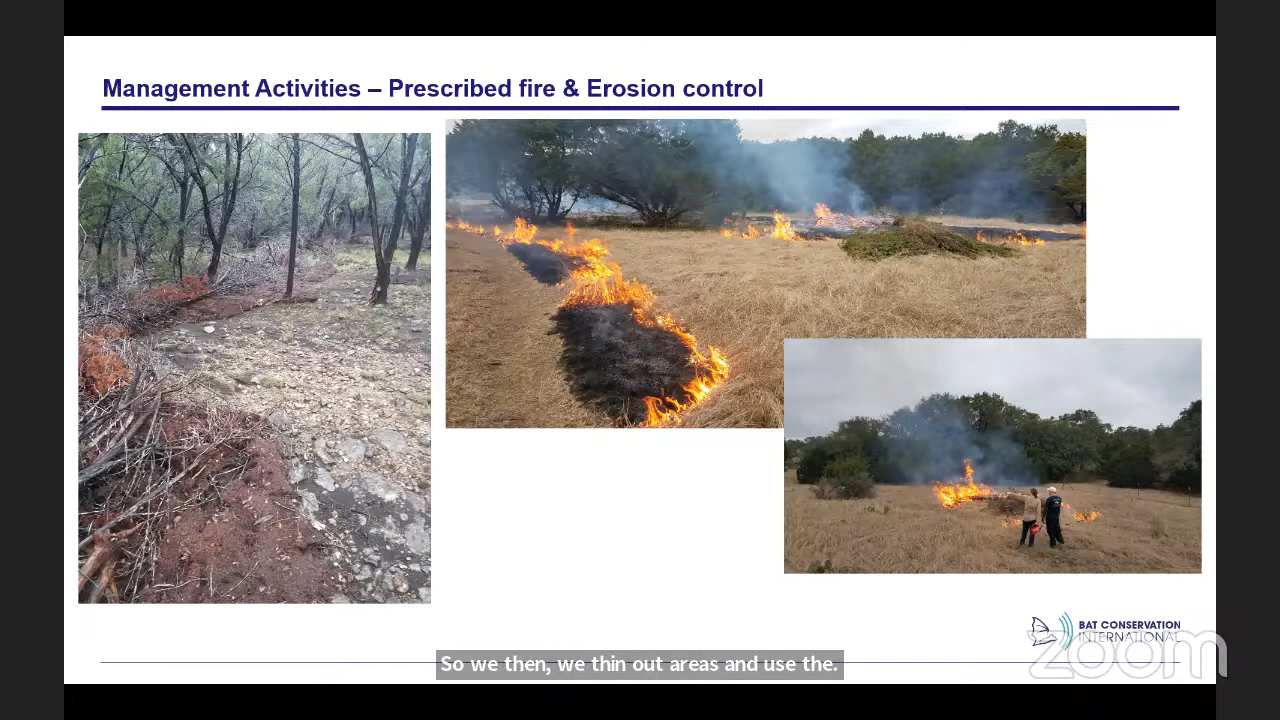 Management Activities – Prescribed fire & Erosion control
BAT CONSERVATION
INTERNATIONAL
zoom
So we then, we thin out areas and use the.